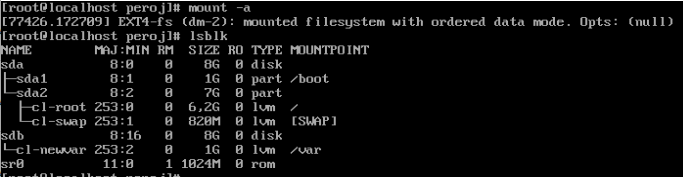 [root@localhost peroj]# mount -a
[77426.172709] EXT4-fs (dm-2): mounted filesystem with ordered data mode. Opts: (null)
[root@localhost peroj]# lsblk
NAME MAJ:MIN RM SIZE RO TYPE MOUNTPOINT
sda 8:0 0 8G 0 disk
├─sda1 8:1 0 1G 0 part /boot
└─sda2 8:2 0 7G 0 part
├─cl-root 253:0 0 6,2G 0 lvm /
└─cl-swap 253:1 0 820M 0 lvm [SWAP]
sdb 8:16 0 8G 0 disk
└─cl-newvar 253:2 0 1G 0 lvm /var
sr0 11:0 1 1024M 0 rom
[root@localhost peroj]#